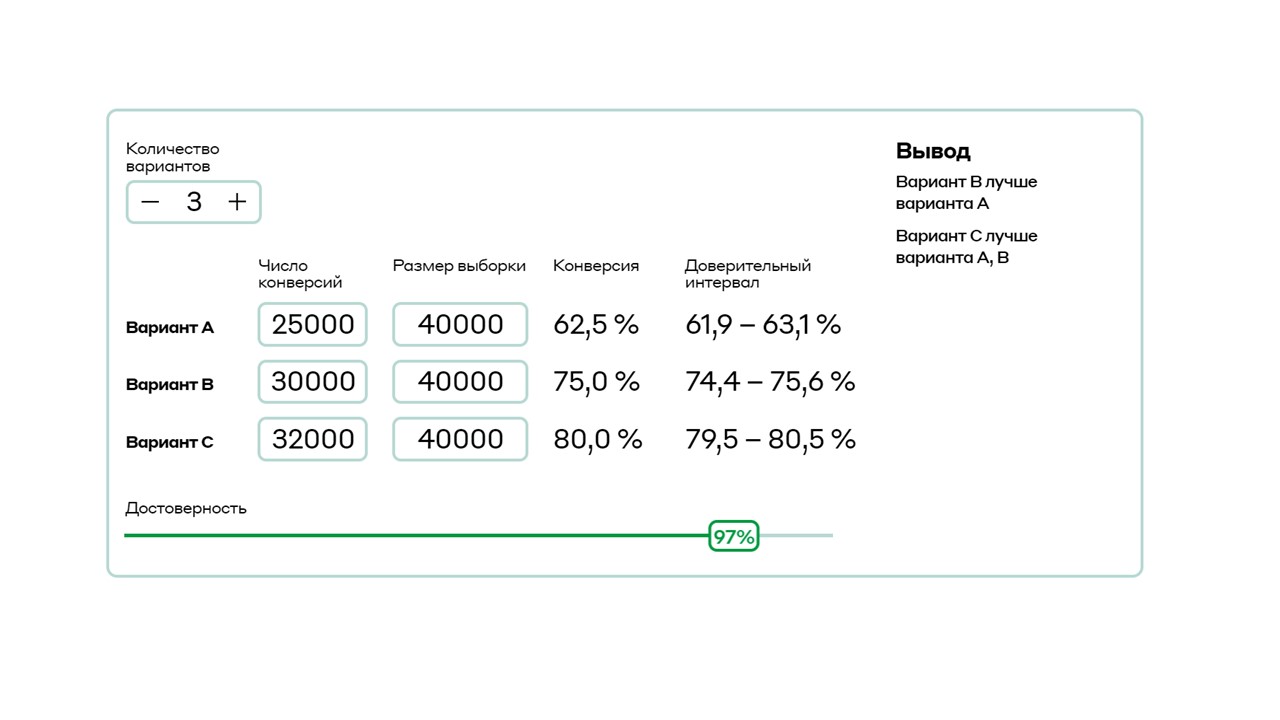 Количество
вариантов
— 3 +
Вывод
Вариант B лучше
варианта A
Вариант C лучше
варианта A, B
Число
конверсий
Размер выборки
Конверсия
Доверительный
интервал
Вариант A 25000 40000 62,5 % 61,9 – 63,1 %
Вариант B 30000 40000 75,0 % 74,4 – 75,6 %
Вариант C 32000 40000 80,0 % 79,5 – 80,5 %
Достоверность
97%